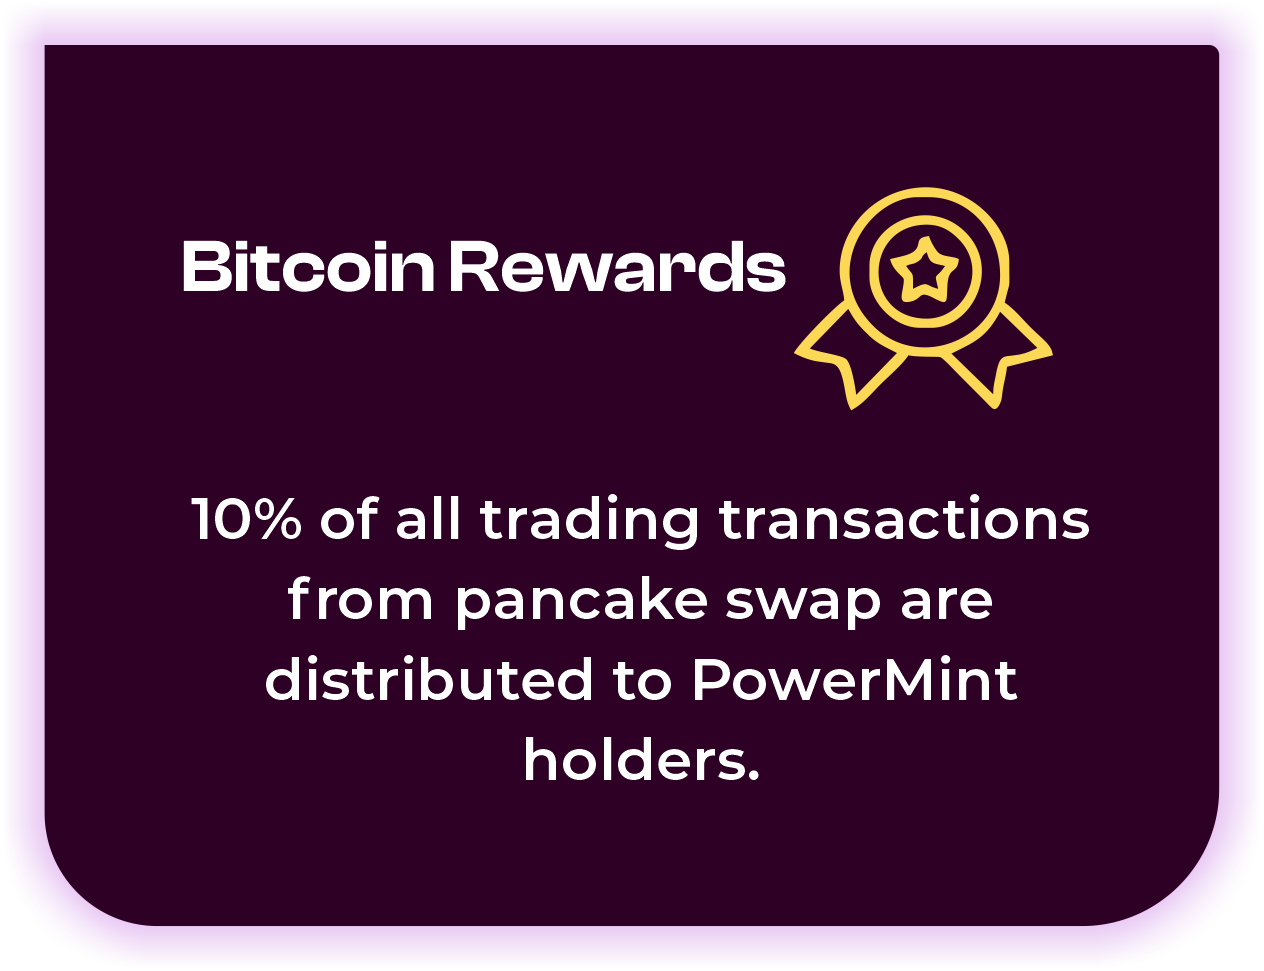 Bitcoin Rewards
10% of all trading transactions
from pancake swap are
distributed to PowerMint
holders.